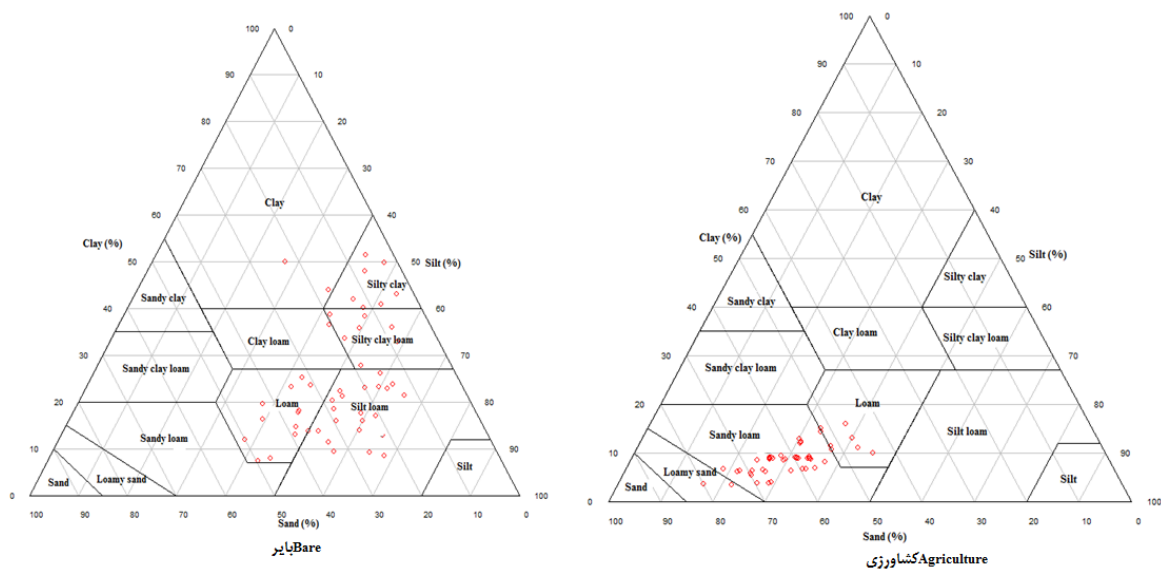 100 0
90 10
80 20
70 30
Clay
60 40
Clay (%)
50 50 Silt (%)
Silty clay
Sandy clay
40 60
Clay loam Silty clay loam
30 70
Sandy clay loam
Loam Silt loam
20 80
Sandy loam
10 90
Silt
Loamy sand
Sand
0 100
100 90 80 70 60 50 40 30 20 10 0
Sand (%)
بایرBare
100 0
90 10
80 20
70 30
Clay
60 40
Clay (%)
50 50 Silt (%)
Silty clay
Sandy clay
40 60
Clay loam Silty clay loam
30 70
Sandy clay loam
Loam
20 80
Sandy loam Silt loam
10 90
Loamy sand
Silt
Sand
0 100
100 90 80 70 60 50 40 30 20 10 0
Sand (%)
کشاورزیAgriculture